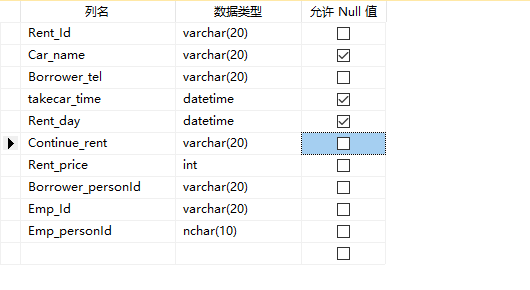 列名 数据类型 允许 Null 值
Rent_Id varchar(20)
Car_name varchar(20)
Borrower_tel varchar(20)
takecar_time datetime
Rent_day datetime
Continue_rent varchar(20)
Rent_price int
Borrower_personId varchar(20)
Emp_Id varchar(20)
Emp_personId nchar(10)